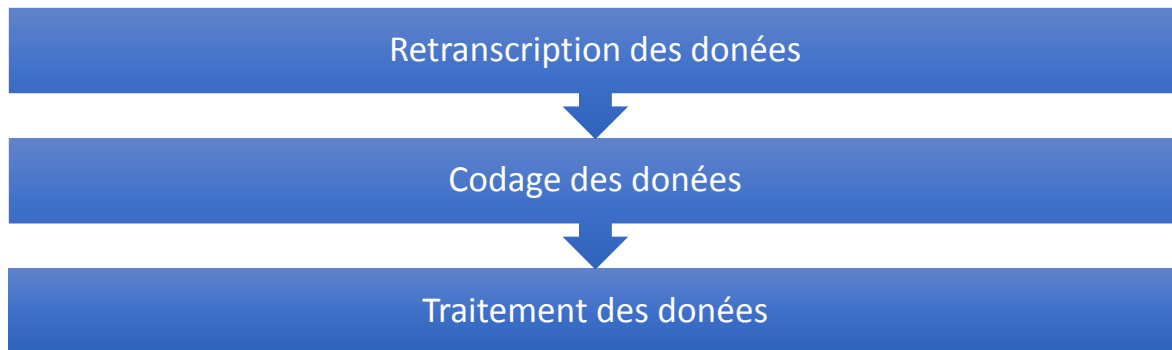 Retranscription des donées
Codage des donées
Traitement des donées